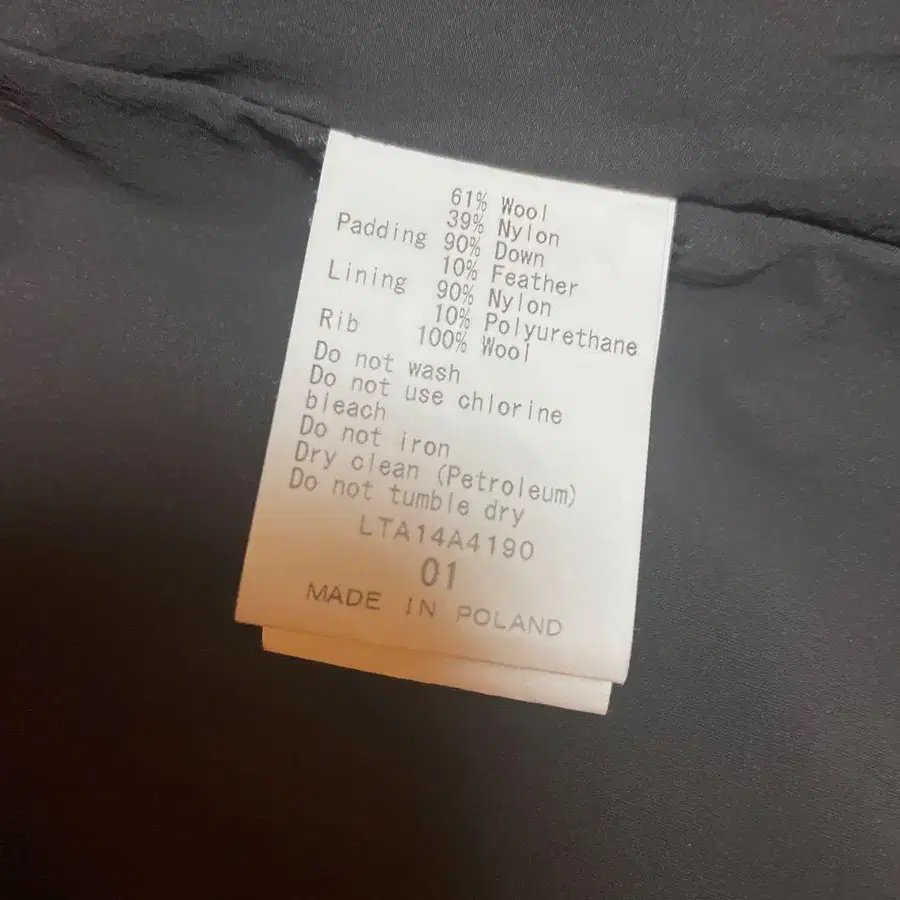 61% Wool
39% Nylon
Padding 90% Down
10% Feather
Lining 90% Nylon
10% Polyurethane
Rib 100% Wool
Do not wash
Do not use chlorine
bleach
Do not iron
Dry clean (Petroleum)
Do not tumble dry
LTA14A4190
01
MADE IN POLAND